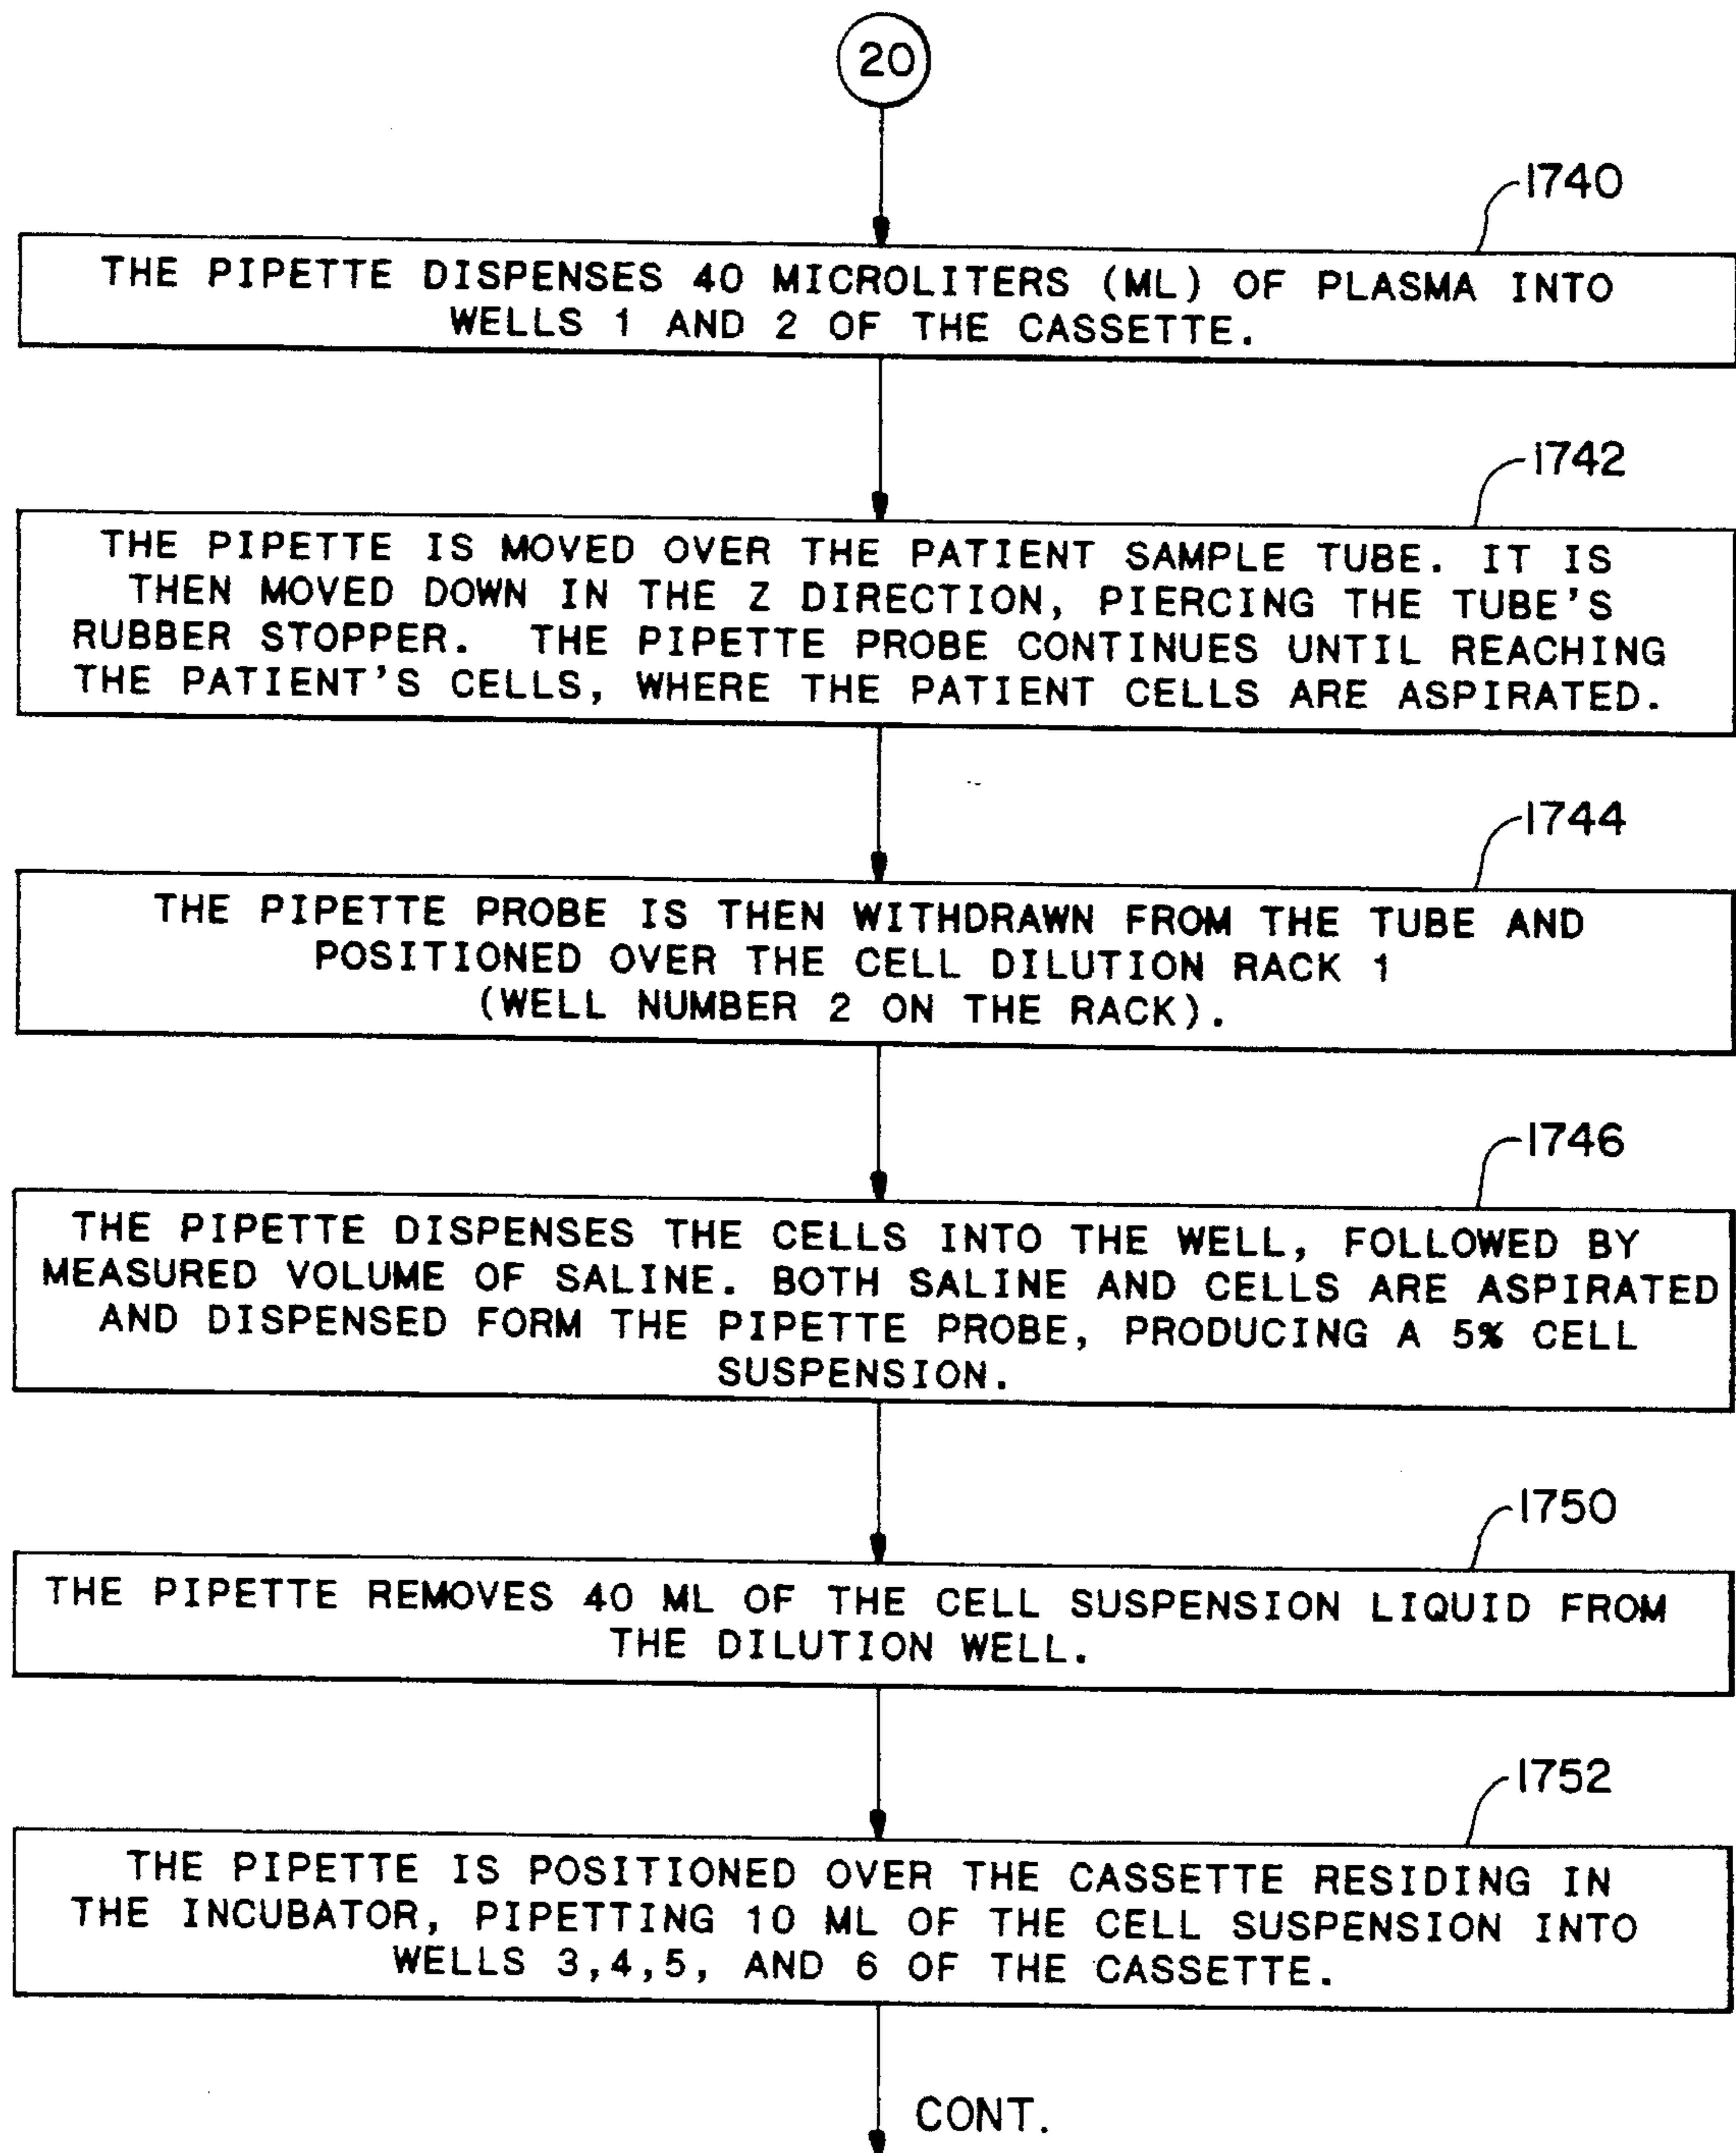 20
1740
THE PIPETTE DISPENSES 40 MICROLITERS (ML) OF PLASMA INTO
WELLS 1 AND 2 OF THE CASSETTE.
1742
THE PIPETTE IS MOVED OVER THE PATIENT SAMPLE TUBE. IT IS
THEN MOVED DOWN IN THE Z DIRECTION, PIERCING THE TUBE'S
RUBBER STOPPER. THE PIPETTE PROBE CONTINUES UNTIL REACHING
THE PATIENT'S CELLS, WHERE THE PATIENT CELLS ARE ASPIRATED.
1744
THE PIPETTE PROBE IS THEN WITHDRAWN FROM THE TUBE AND
POSITIONED OVER THE CELL DILUTION RACK 1
(WELL NUMBER 2 ON THE RACK).
1746
THE PIPETTE DISPENSES THE CELLS INTO THE WELL, FOLLOWED BY
MEASURED VOLUME OF SALINE. BOTH SALINE AND CELLS ARE ASPIRATED
AND DISPENSED FORM THE PIPETTE PROBE, PRODUCING A 5% CELL
SUSPENSION.
1750
THE PIPETTE REMOVES 40 ML OF THE CELL SUSPENSION LIQUID FROM
THE DILUTION WELL.
1752
THE PIPETTE IS POSITIONED OVER THE CASSETTE RESIDING IN
THE INCUBATOR, PIPETTING 10 ML OF THE CELL SUSPENSION INTO
WELLS 3,4,5, AND 6 OF THE CASSETTE.
CONT.